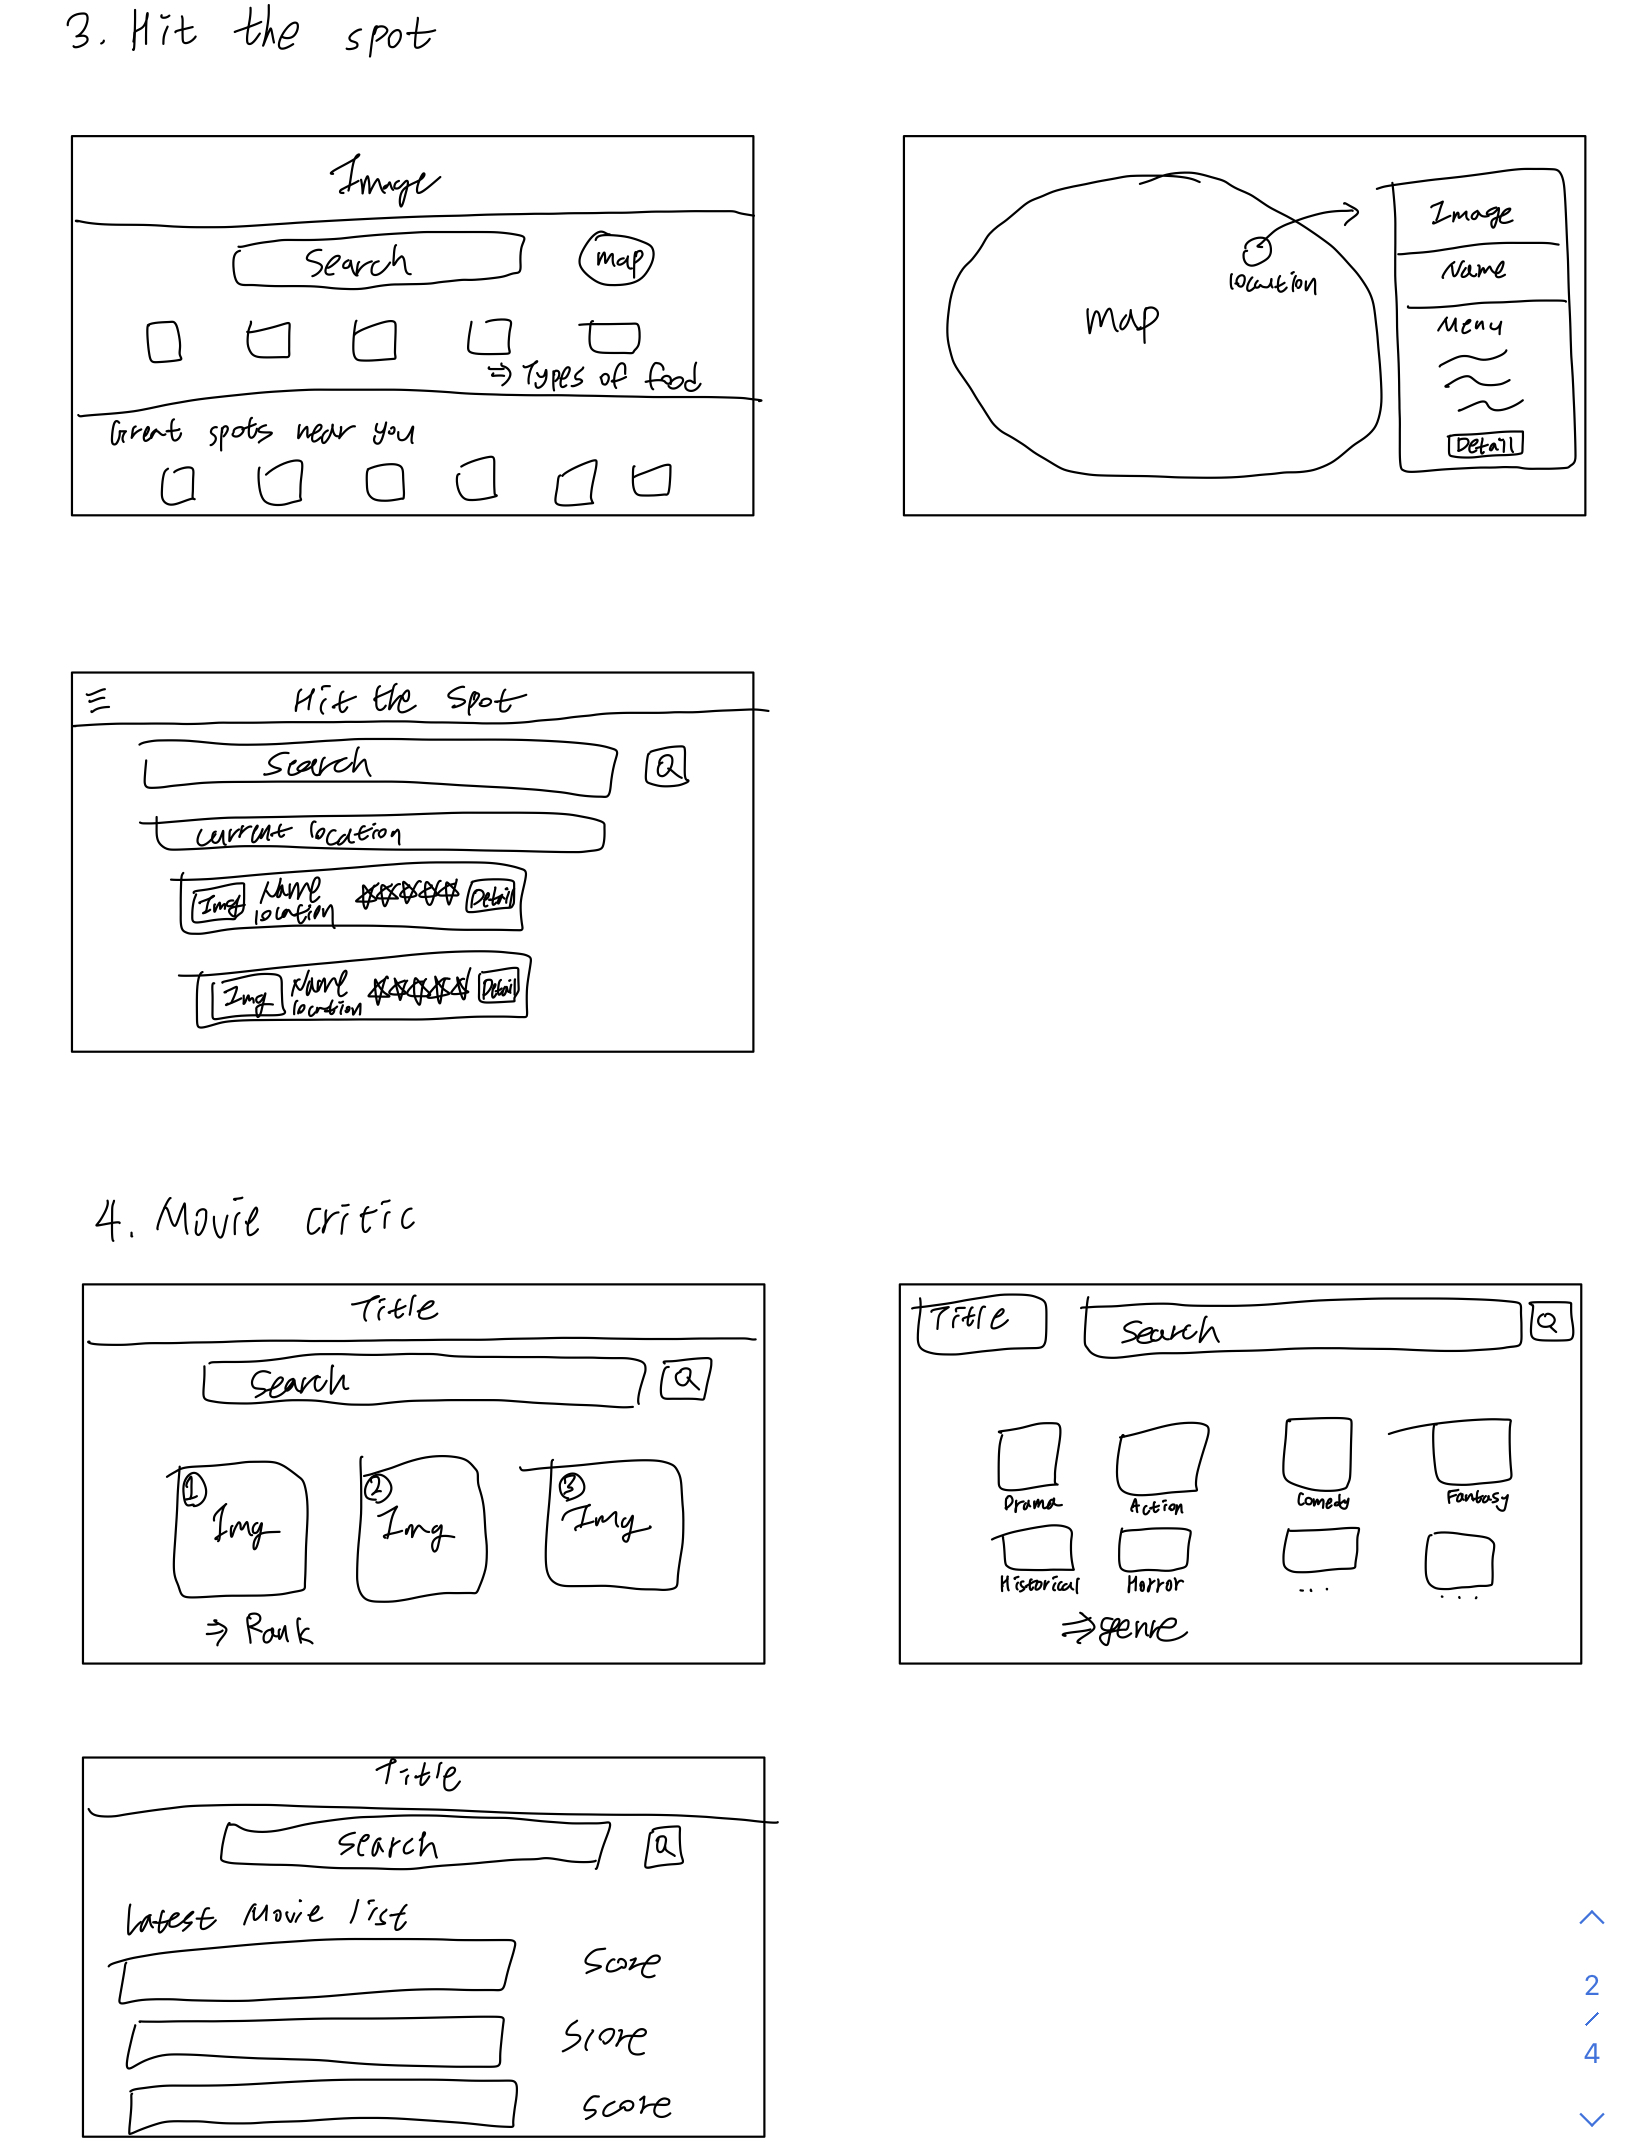 3. Hit the spot
Image
Search
map
⇒ Types of food
Great spots near you
Map
location
Image
Name
Menu
Detail
Hit the Spot
Search
Q
current location
Img Name Detail
location
Img Name Detail
location
4. Movie critic
Title
Search
Q
1 2 3
Img Img Img
⇒ Rank
Title Search
Q
Drama Action Comedy Fantasy
Historical Horror ... ...
⇒ genre
Title
search
Q
Latest Movie list
Score
Score
score
2
/
4